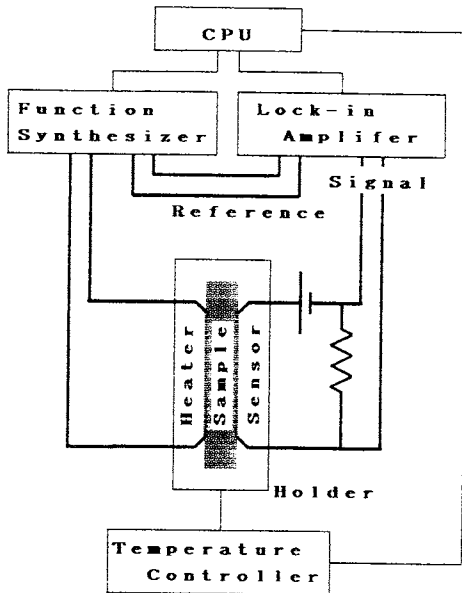 CPU
Function
Synthesizer
Lock-in
Amplifer
Signal
Reference
Heater
Sample
Sensor
Holder
Temperature
Controller